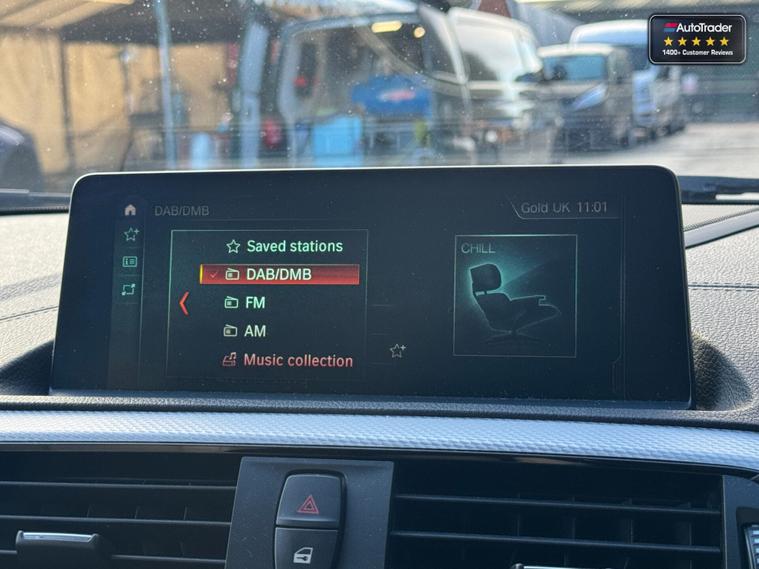 AutoTrader
1400+ Customer Reviews
DAB/DMB
Gold UK 11:01
Saved stations
DAB/DMB
FM
AM
Music collection
CHILL